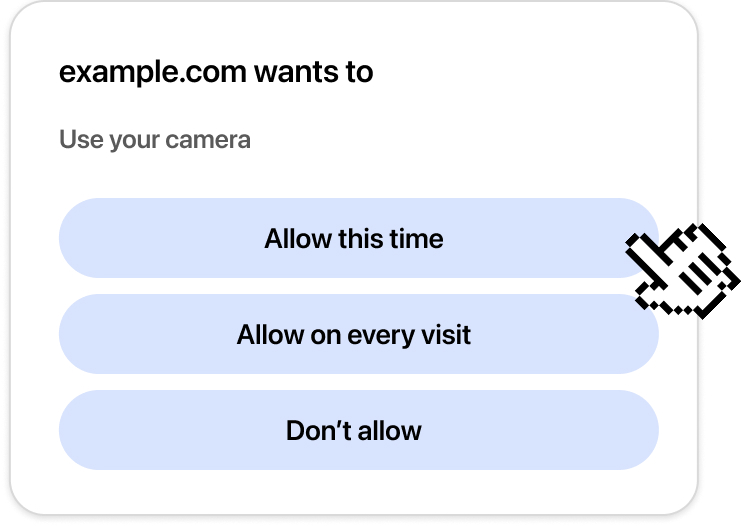 example.com wants to
Use your camera
Allow this time
Allow on every visit
Don’t allow